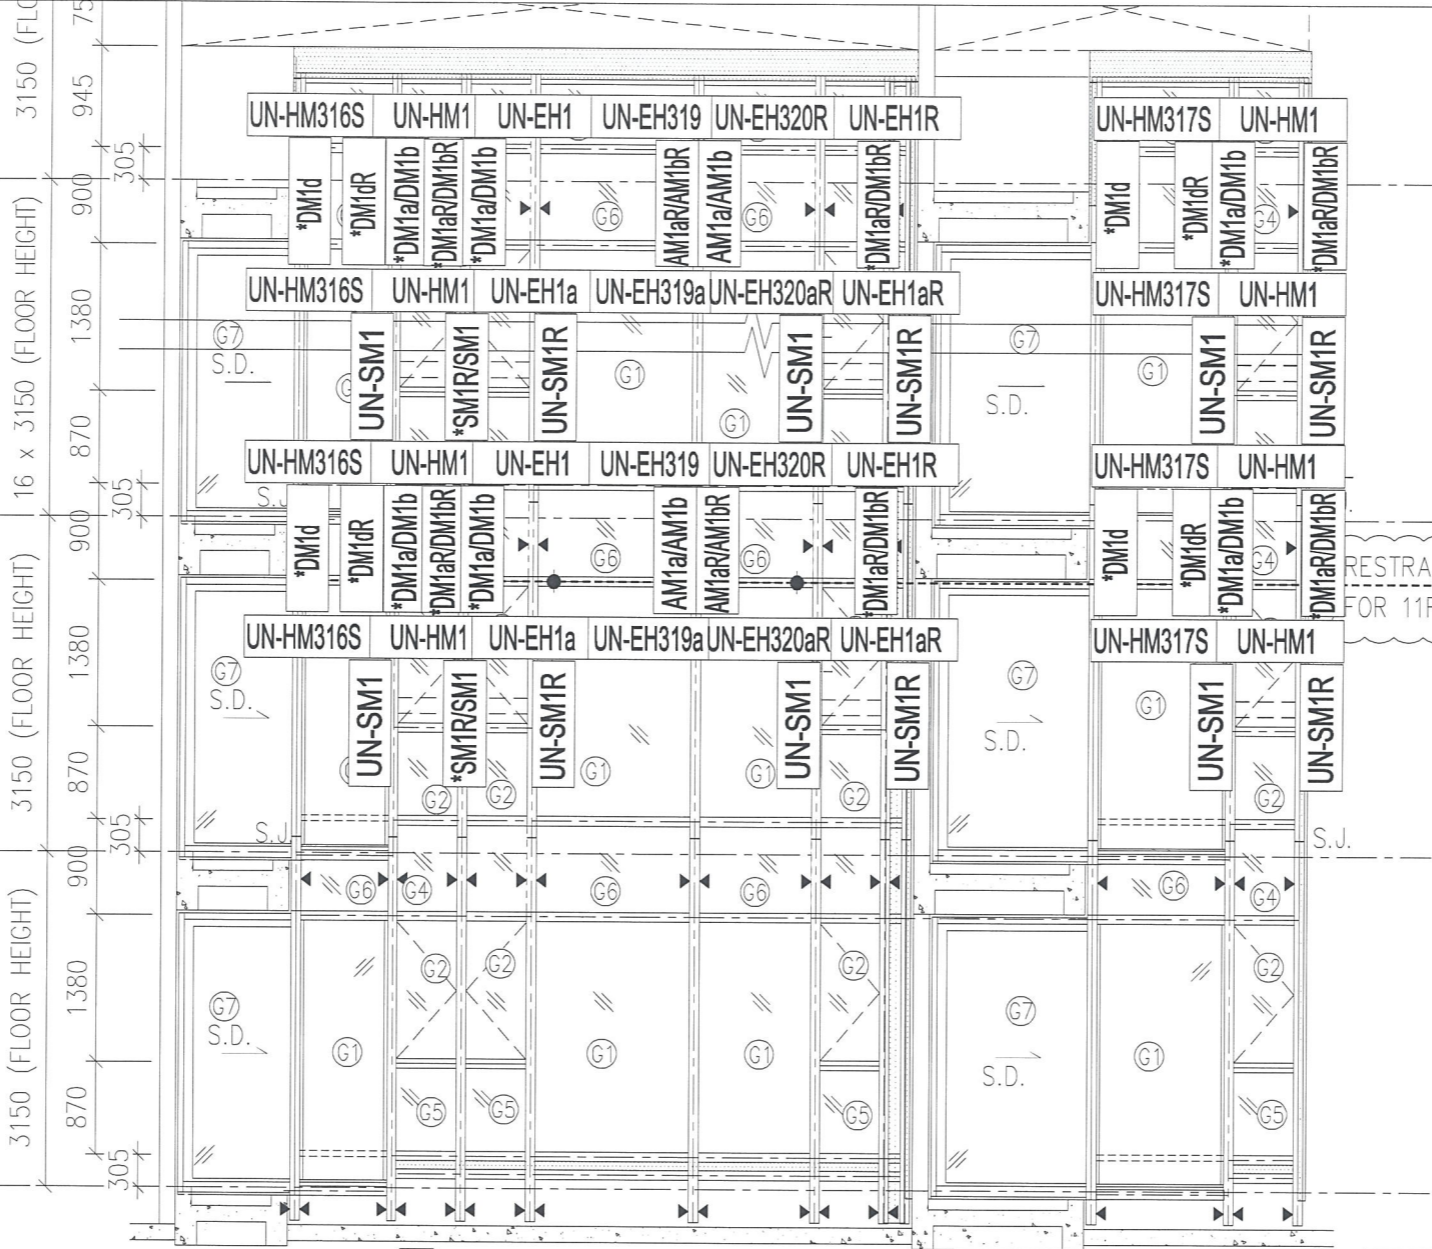 3150 (FLO
945
305
900
16 x 3150 (FLOOR HEIGHT)
1380
870
305
900
3150 (FLOOR HEIGHT)
1380
870
305
900
3150 (FLOOR HEIGHT)
1380
870
305
UN-HM316S UN-HM1 UN-EH1 UN-EH319 UN-EH320R UN-EH1R UN-HM317S UN-HM1
*DM1d *DM1dR *DM1a/DM1b *DM1aR/DM1bR *DM1a/DM1b AM1aR/AM1bR AM1a/AM1b *DM1aR/DM1bR *DM1d *DM1dR *DM1a/DM1b *DM1aR/DM1bR
G6 G6 G4
UN-HM316S UN-HM1 UN-EH1a UN-EH319a UN-EH320aR UN-EH1aR UN-HM317S UN-HM1
UN-SM1 *SM1R/SM1 UN-SM1R UN-SM1 UN-SM1R UN-SM1 UN-SM1R
G7 G7
S.D. G1 G1
S.D.
G1
UN-HM316S UN-HM1 UN-EH1 UN-EH319 UN-EH320R UN-EH1R UN-HM317S UN-HM1
S.J.
*DM1d *DM1dR *DM1a/DM1b *DM1aR/DM1bR *DM1a/DM1b AM1a/AM1b AM1aR/AM1bR *DM1aR/DM1bR *DM1d *DM1dR *DM1a/DM1b *DM1aR/DM1bR
G6 G6 G4
RESTRA
FOR 11F
UN-HM316S UN-HM1 UN-EH1a UN-EH319a UN-EH320aR UN-EH1aR UN-HM317S UN-HM1
UN-SM1 *SM1R/SM1 UN-SM1R UN-SM1 UN-SM1R UN-SM1 UN-SM1R
G7 G7
S.D. G1
S.D.
G1 G1
G2 G2 G2 G2
S.J. S.J.
G6 G4 G6 G6 G6 G4
G2 G2 G2 G2
G7 G7
S.D.
G1 G1 G1 G1
S.D.
G5 G5 G5 G5